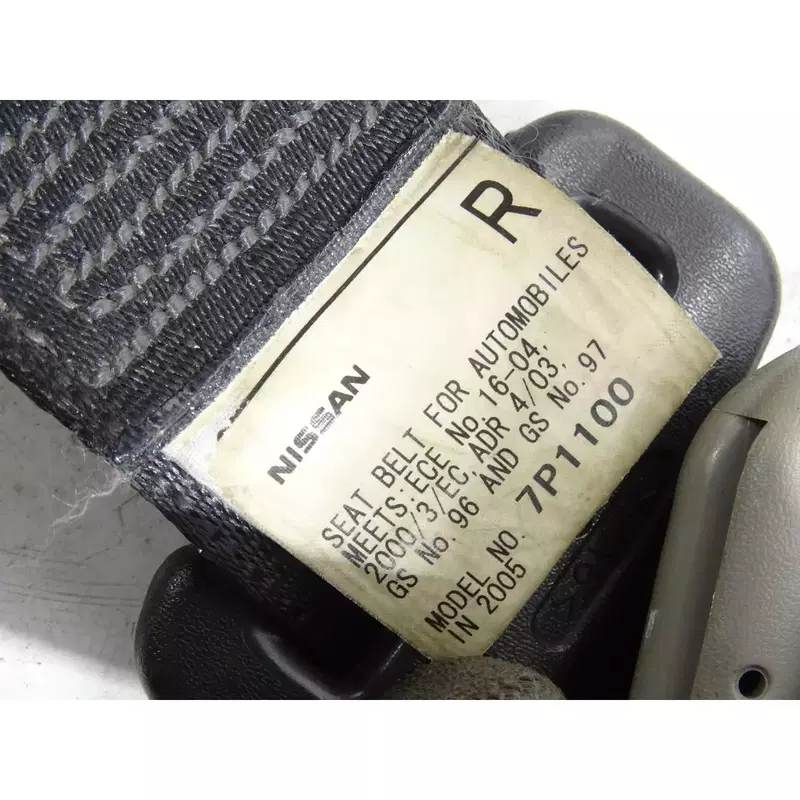 R
NISSAN
SEAT BELT FOR AUTOMOBILES
MEETS:ECE No.16-04,
2000/3/EC,ADR 4/03,
GS No.96 AND GS No.97
MODEL NO. 7P1100
IN 2005